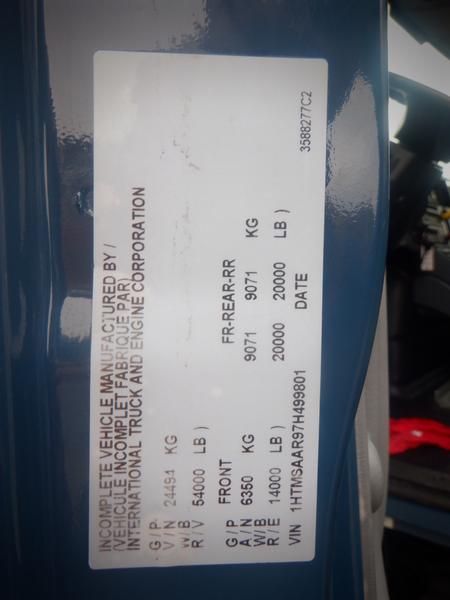 INCOMPLETE VEHICLE MANUFACTURED BY /
(VEHICULE INCOMPLET FABRIQUE PAR)
INTERNATIONAL TRUCK AND ENGINE CORPORATION
G / P
V / N 24494 KG
W / B
R / V 54000 LB )
G / P FRONT FR-REAR-RR
A / N 6350 KG 9071 9071 KG
W / B
R / E 14000 LB ) 20000 20000 LB )
VIN 1HTMSAAR97H499801 DATE
3588277C2